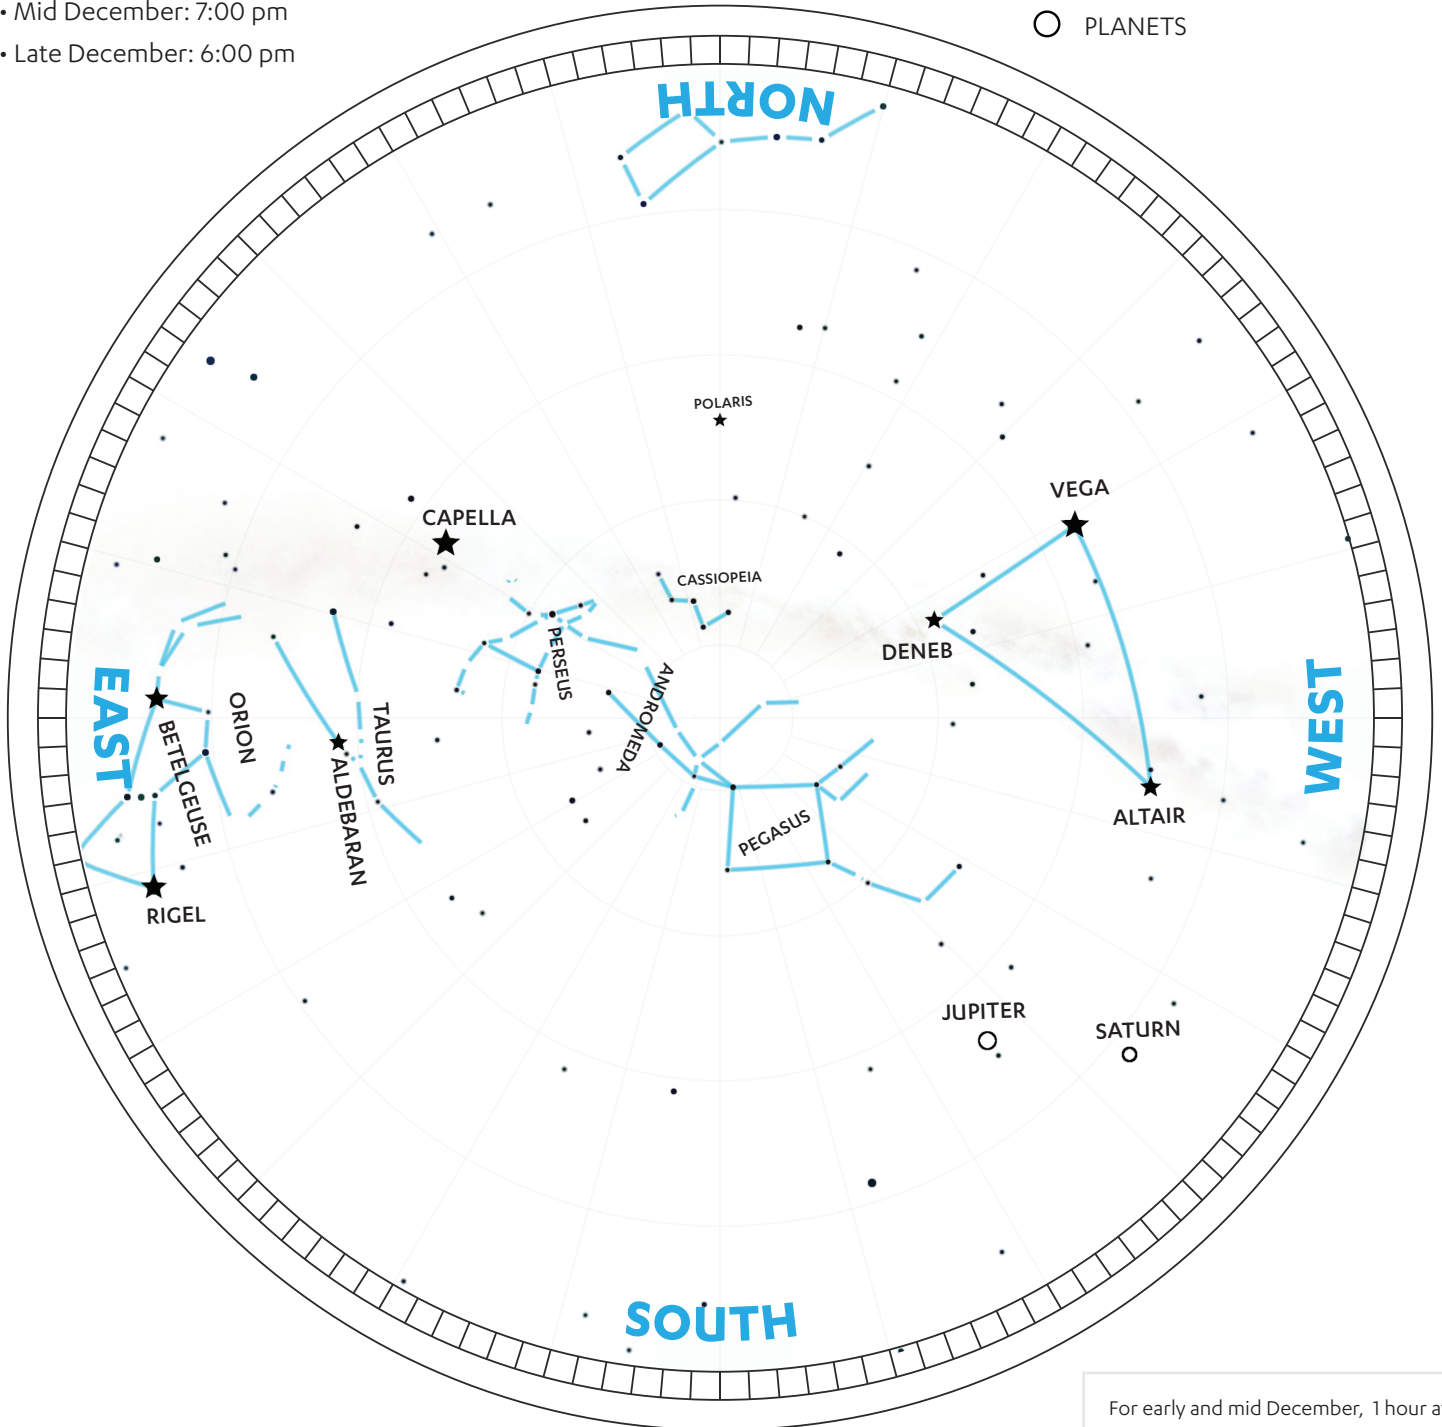 • Mid December: 7:00 pm
• Late December: 6:00 pm
PLANETS
NORTH
POLARIS
VEGA
CAPELLA
CASSIOPEIA
DENEB
PERSEUS
ANDROMEDA
EAST
ORION
TAURUS
WEST
BETELGEUSE
ALDEBARAN
PEGASUS
ALTAIR
RIGEL
JUPITER
SATURN
SOUTH
For early and mid December, 1 hour a